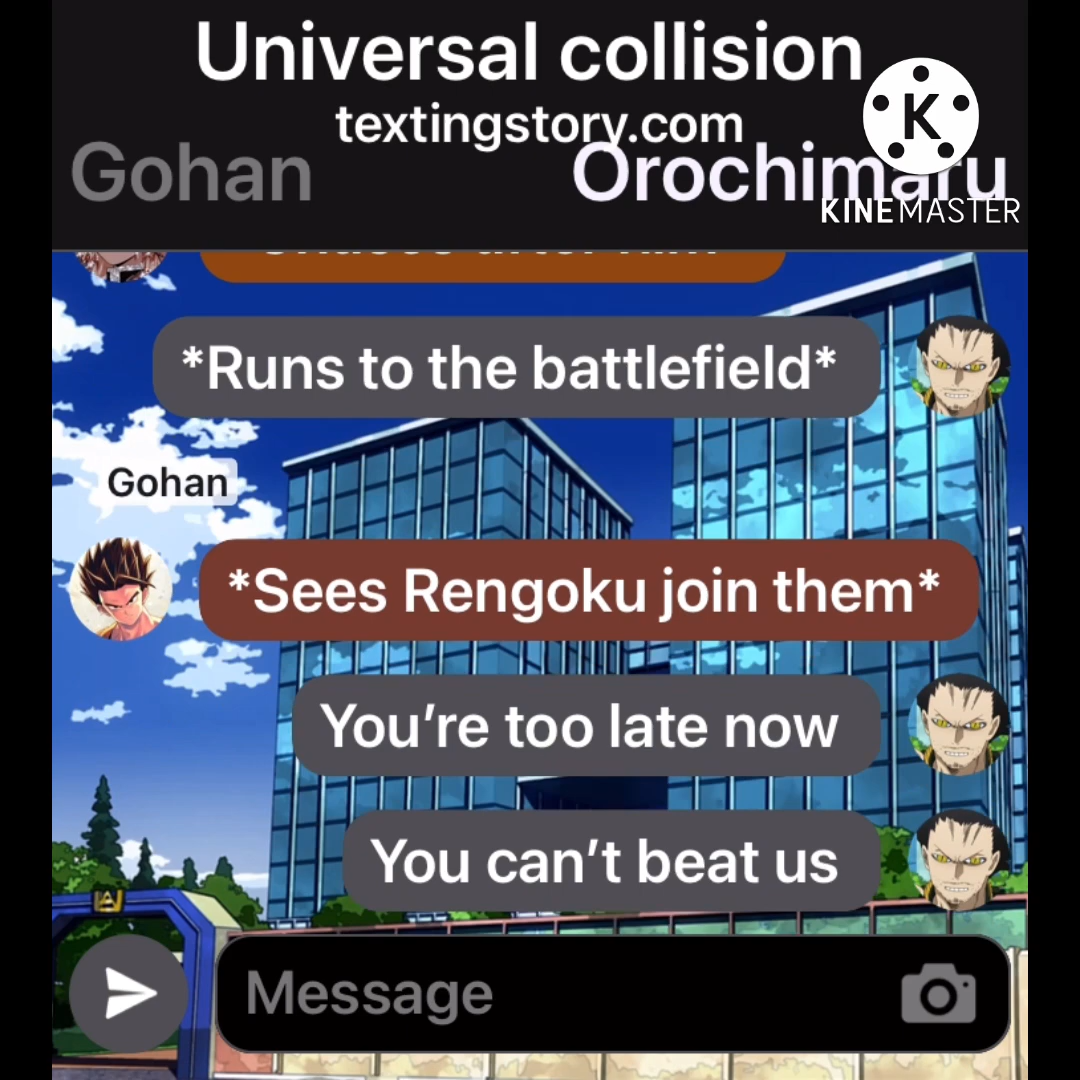 Universal collision
textingstory.com
Gohan
Orochimaru
K
KINEMASTER
*Runs to the battlefield*
Gohan
*Sees Rengoku join them*
You're too late now
You can't beat us
Message